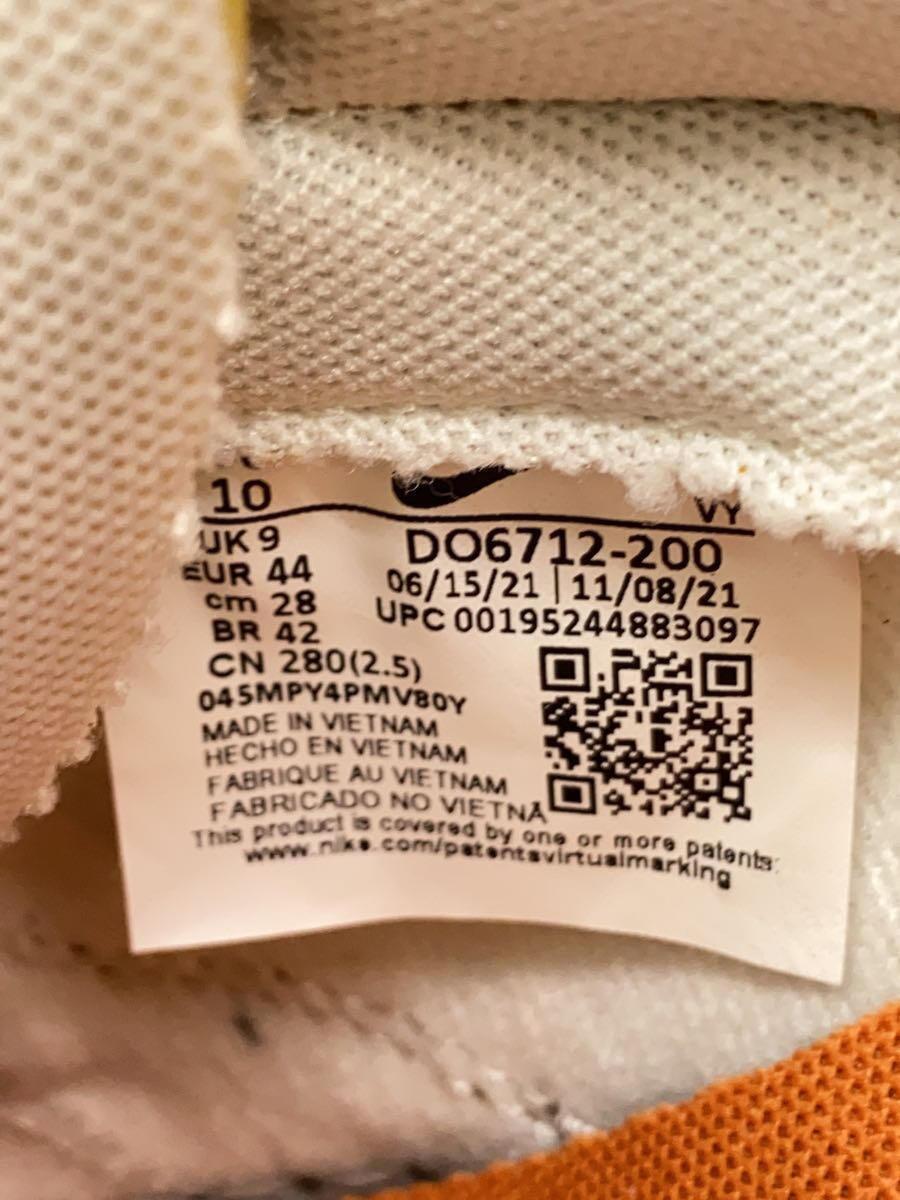 10
VY
UK 9
DO6712-200
EUR 44
06/15/21 | 11/08/21
cm 28
UPC 00195244883097
BR 42
CN 280(2.5)
045MPY4PMV80Y
MADE IN VIETNAM
HECHO EN VIETNAM
FABRIQUE AU VIETNAM
FABRICADO NO VIETNÃ
This product is covered by one or more patents:
www.nike.com/patentsvirtualmarking